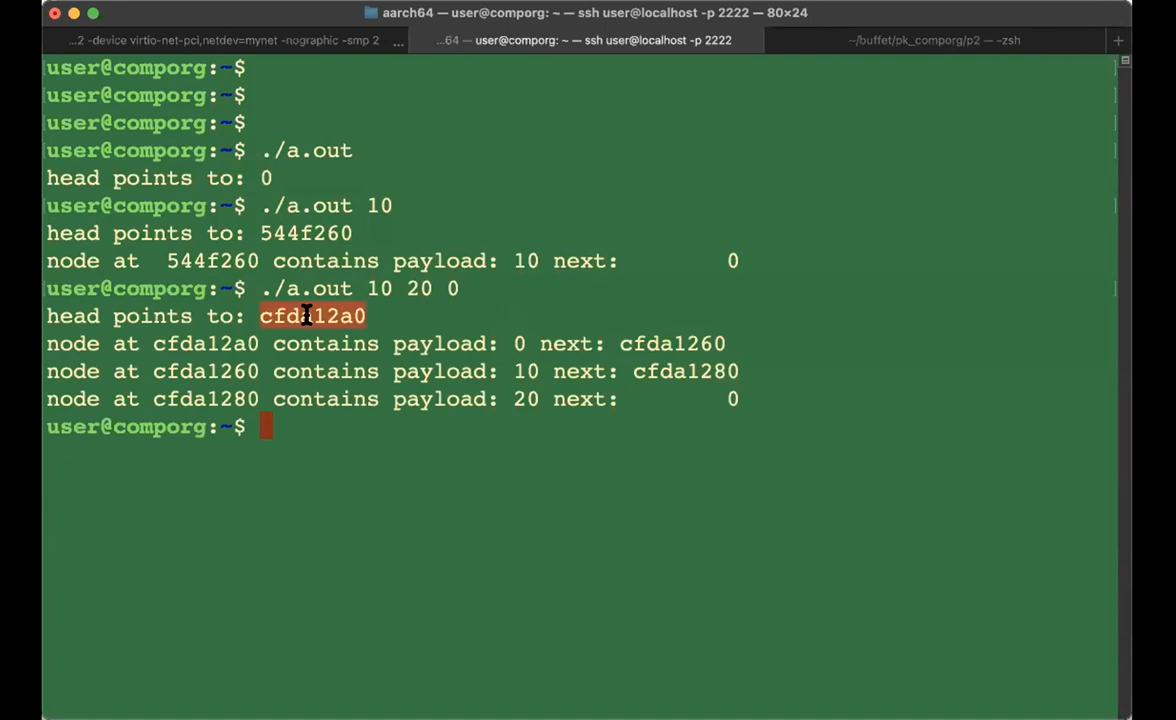 aarch64 — user@comporg: ~ — ssh user@localhost -p 2222 — 80×24
...2 -device virtio-net-pci,netdev=mynet -nographic -smp 2 ...
...64 — user@comporg: ~ — ssh user@localhost -p 2222
~/buffet/pk_comporg/p2 — -zsh
+
user@comporg:~$
user@comporg:~$
user@comporg:~$
user@comporg:~$ ./a.out
head points to: 0
user@comporg:~$ ./a.out 10
head points to: 544f260
node at  544f260 contains payload: 10 next:        0
user@comporg:~$ ./a.out 10 20 0
head points to: cfda12a0
node at cfda12a0 contains payload: 0 next: cfda1260
node at cfda1260 contains payload: 10 next: cfda1280
node at cfda1280 contains payload: 20 next:        0
user@comporg:~$